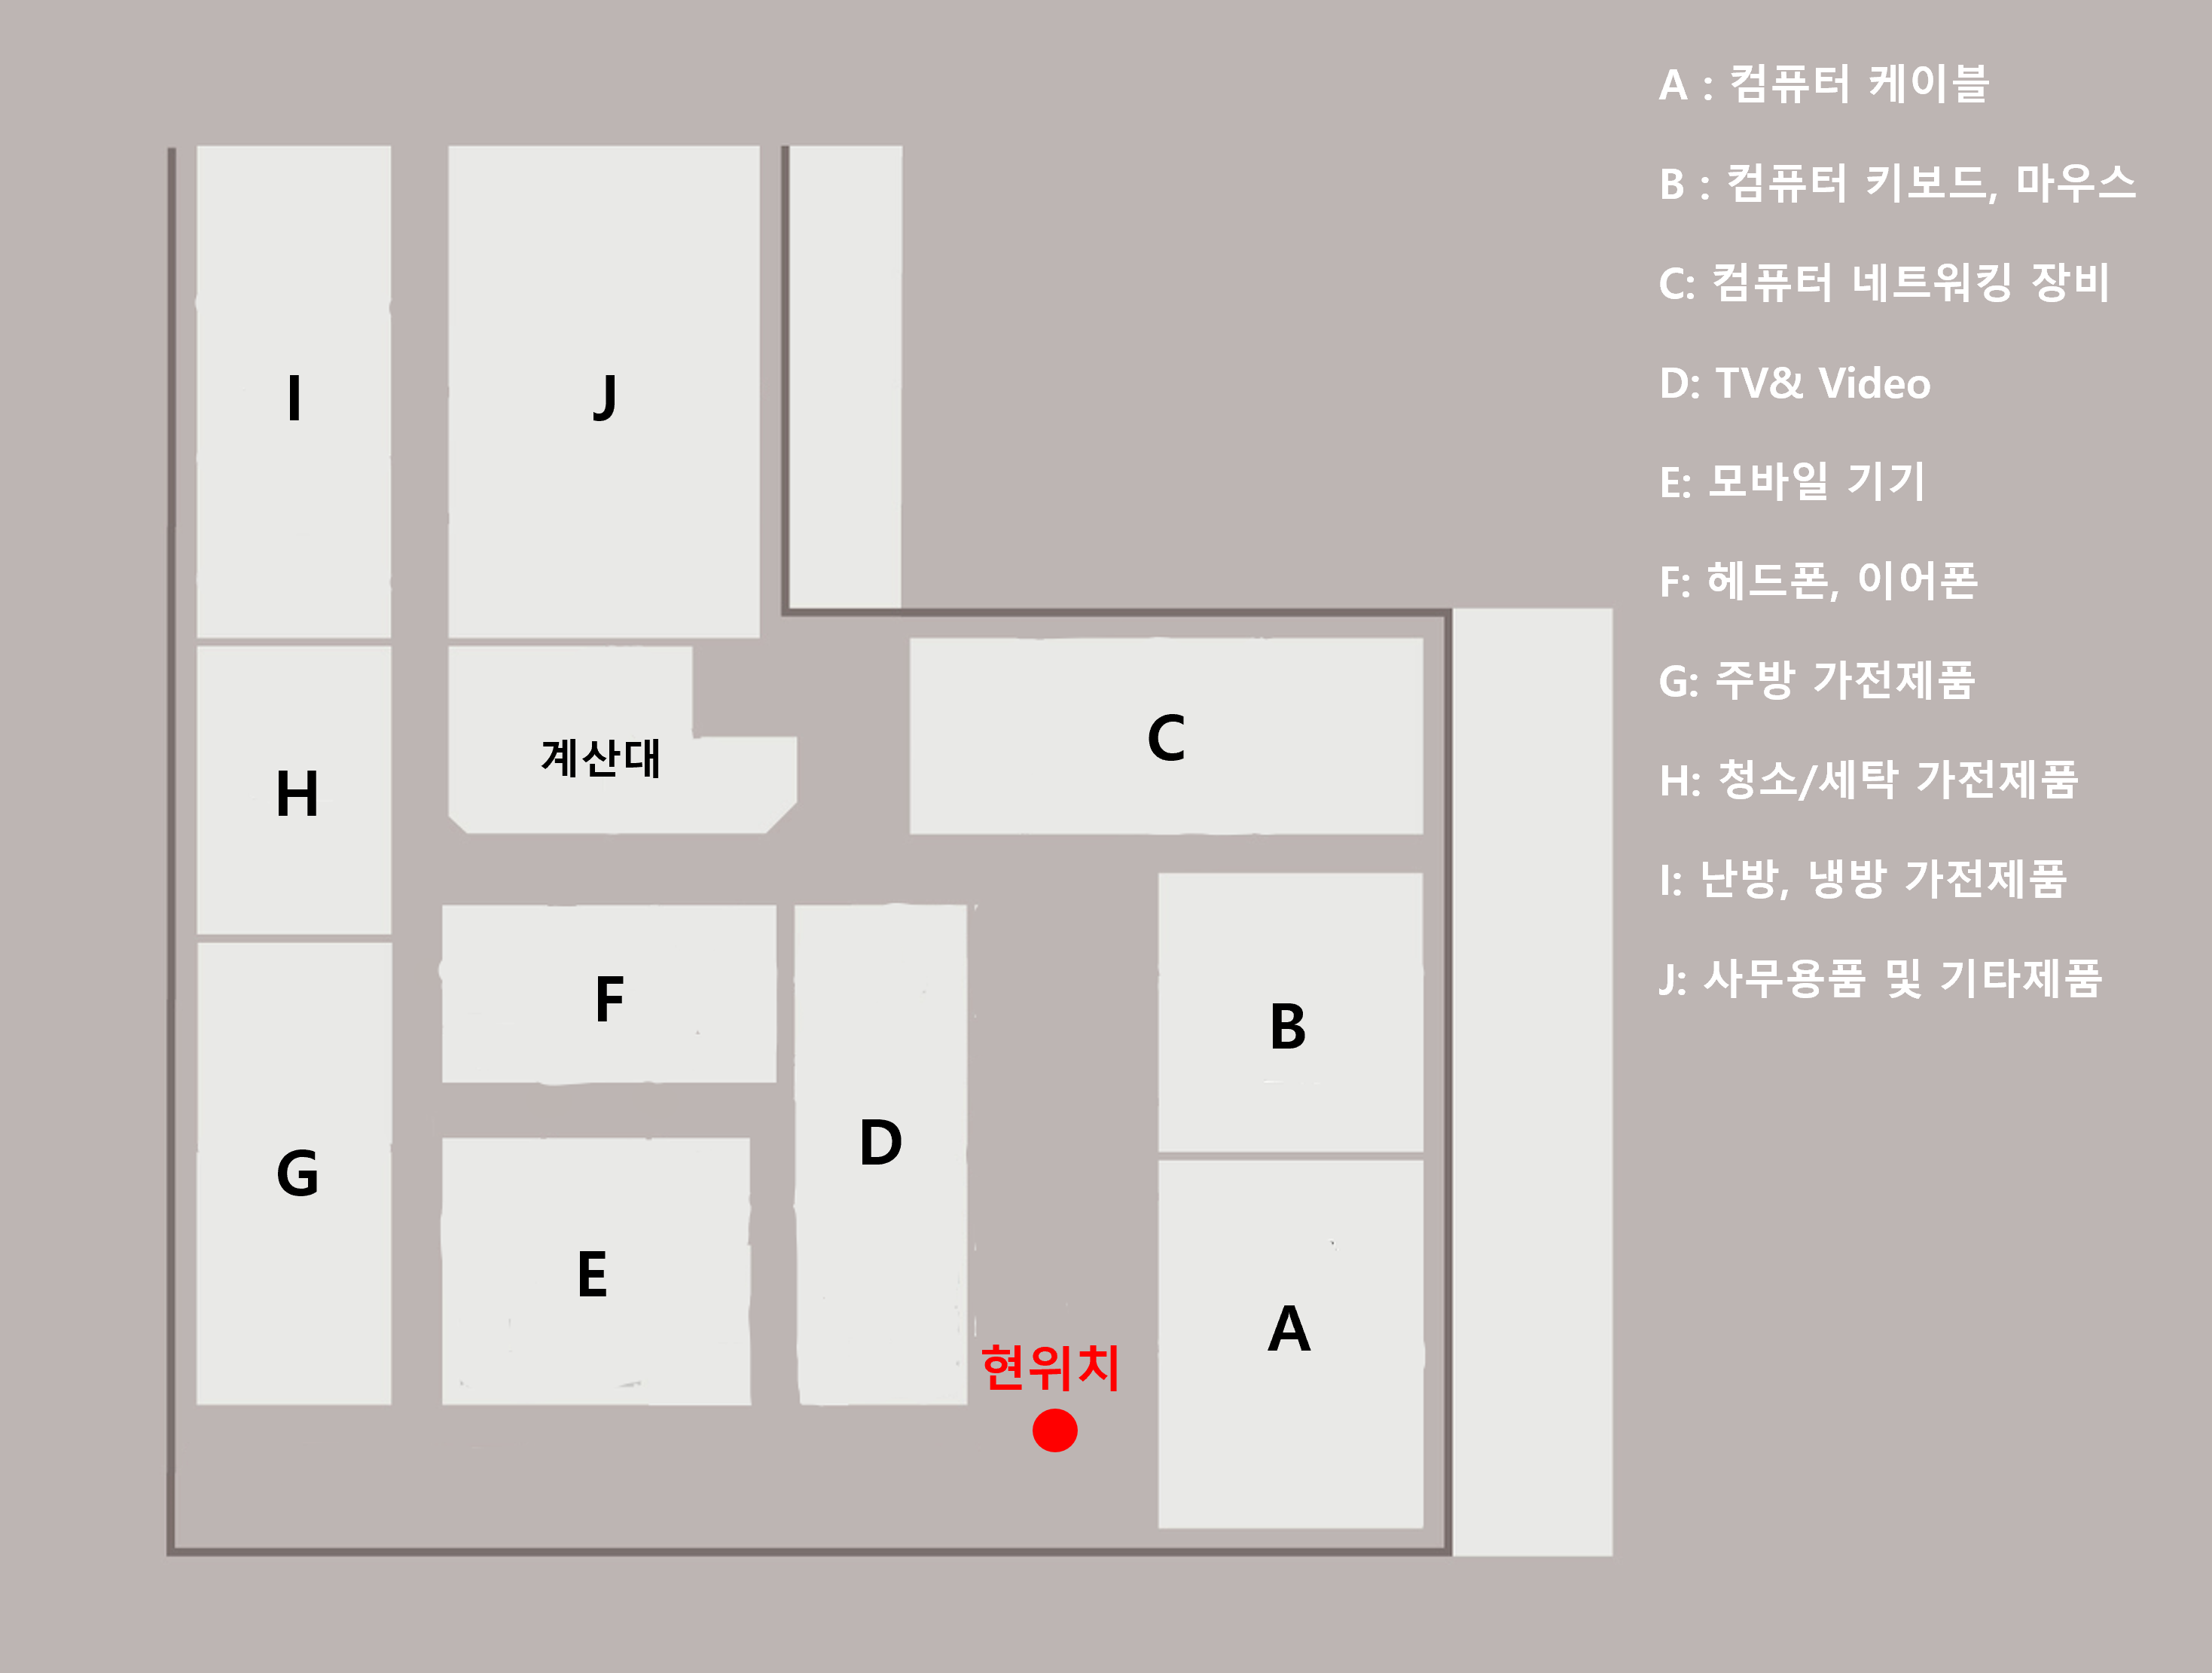 A : 컴퓨터 케이블
B : 컴퓨터 키보드, 마우스
C: 컴퓨터 네트워킹 장비
D: TV& Video
E: 모바일 기기
F: 헤드폰, 이어폰
G: 주방 가전제품
H: 청소/세탁 가전제품
I: 난방, 냉방 가전제품
J: 사무용품 및 기타제품
I
J
H
계산대
C
F
B
G
D
E
A
현위치